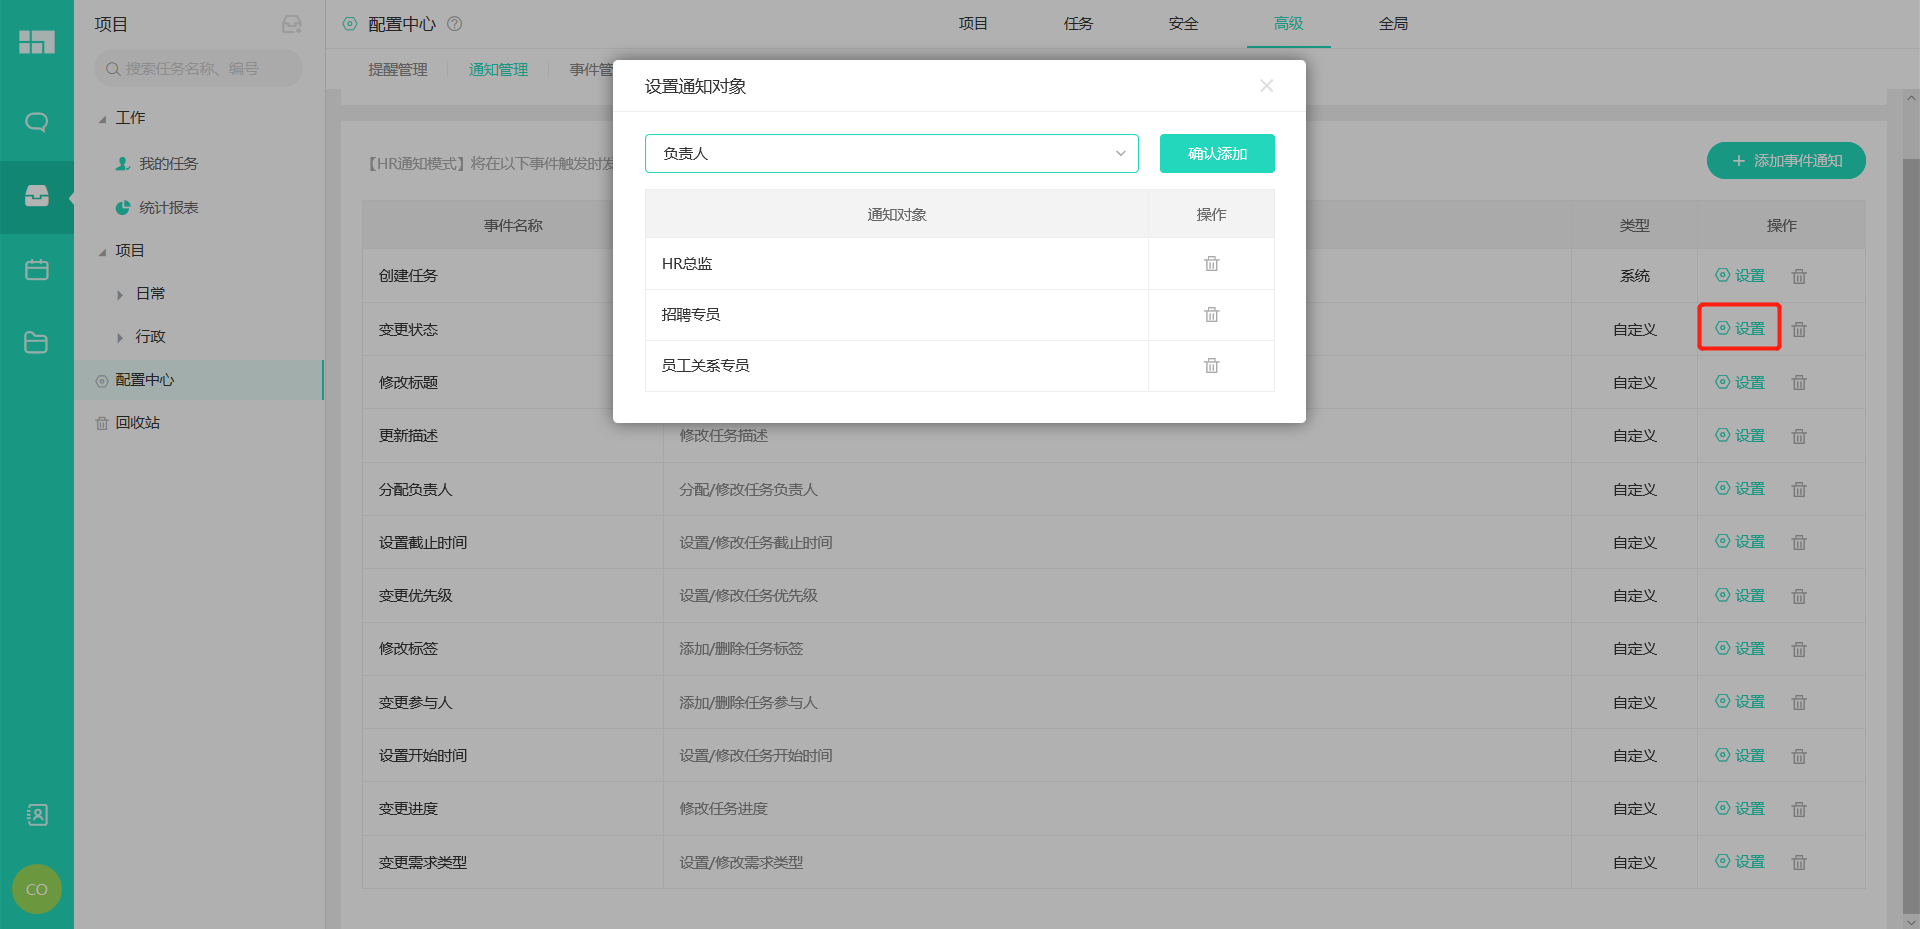 项目
配置中心
项目 任务 安全 高级 全局
搜索任务名称、编号
提醒管理 通知管理 事件管
工作
我的任务
统计报表
项目
日常
行政
配置中心
回收站
CO
设置通知对象
负责人 确认添加
通知对象 操作
HR总监
招聘专员
员工关系专员
【HR通知模式】将在以下事件触发时发
添加事件通知
事件名称 类型 操作
创建任务 系统 设置
变更状态 自定义 设置
修改标题 自定义 设置
更新描述 修改任务描述 自定义 设置
分配负责人 分配/修改任务负责人 自定义 设置
设置截止时间 设置/修改任务截止时间 自定义 设置
变更优先级 设置/修改任务优先级 自定义 设置
修改标签 添加/删除任务标签 自定义 设置
变更参与人 添加/删除任务参与人 自定义 设置
设置开始时间 设置/修改任务开始时间 自定义 设置
变更进度 修改任务进度 自定义 设置
变更需求类型 设置/修改需求类型 自定义 设置